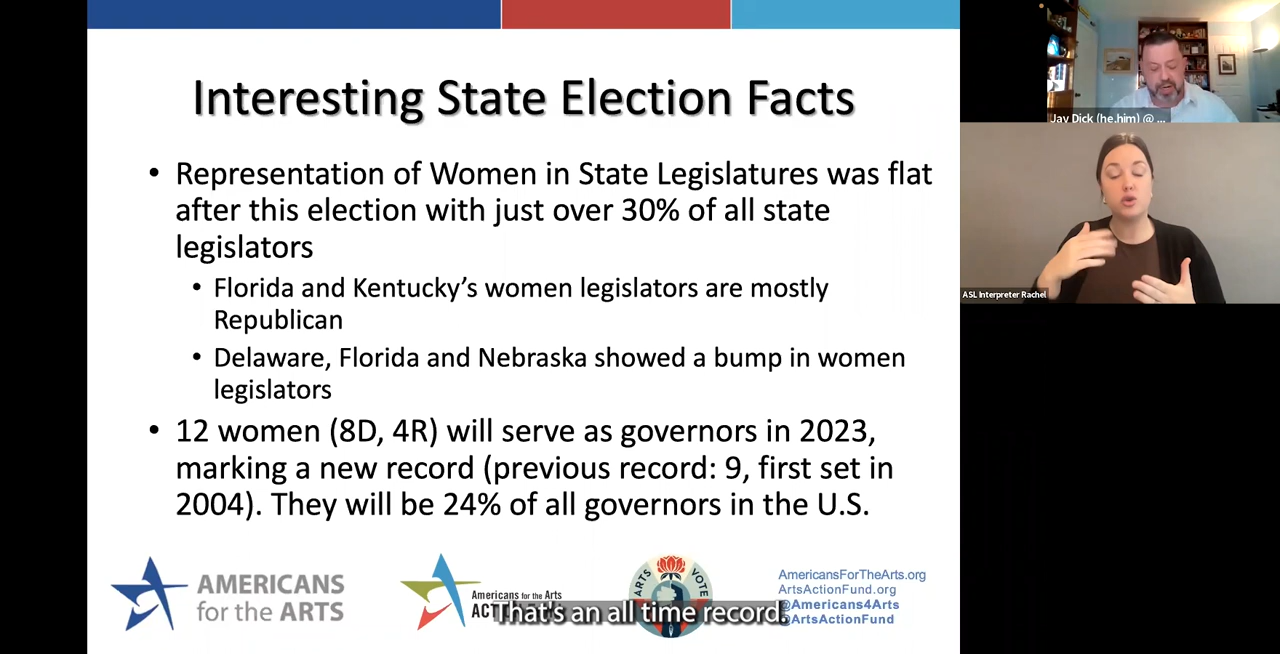 Interesting State Election Facts
• Representation of Women in State Legislatures was flat
after this election with just over 30% of all state
legislators
• Florida and Kentucky’s women legislators are mostly
Republican
• Delaware, Florida and Nebraska showed a bump in women
legislators
• 12 women (8D, 4R) will serve as governors in 2023,
marking a new record (previous record: 9, first set in
2004). They will be 24% of all governors in the U.S.
AMERICANS
for the ARTS
Americans for the Arts
ARTS VOTE
AmericansForTheArts.org
ArtsActionFund.org
@Americans4Arts
@ArtsActionFund
That's an all time record.
Jay Dick (he.him) @ ...
ASL Interpreter Rachel